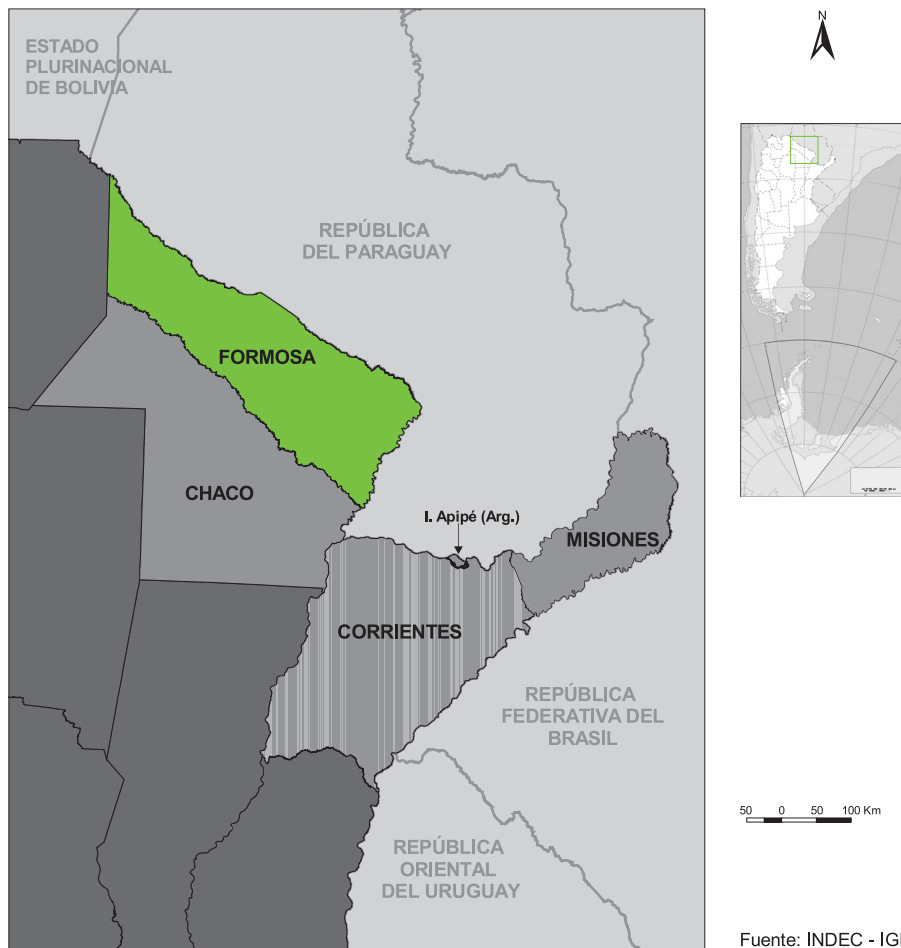 ESTADO
PLURINACIONAL
DE BOLIVIA
N
REPÚBLICA
DEL PARAGUAY
FORMOSA
CHACO
I. Apipé (Arg.)
MISIONES
CORRIENTES
REPÚBLICA
FEDERATIVA DEL
BRASIL
50 0 50 100 Km
REPÚBLICA
ORIENTAL
DEL URUGUAY
Fuente: INDEC - IG